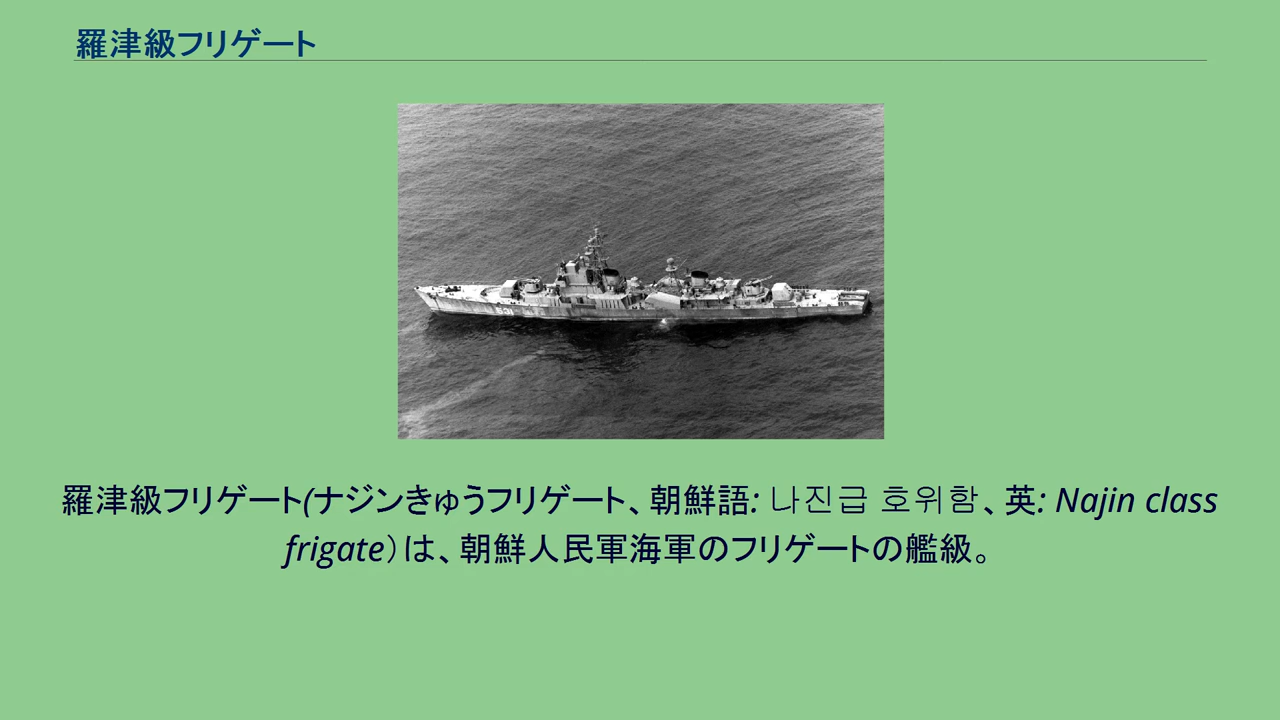 羅津級フリゲート
531
羅津級フリゲート(ナジンきゅうフリゲート、朝鮮語: 나진급 호위함、英: Najin class
frigate）は、朝鮮人民軍海軍のフリゲートの艦級。